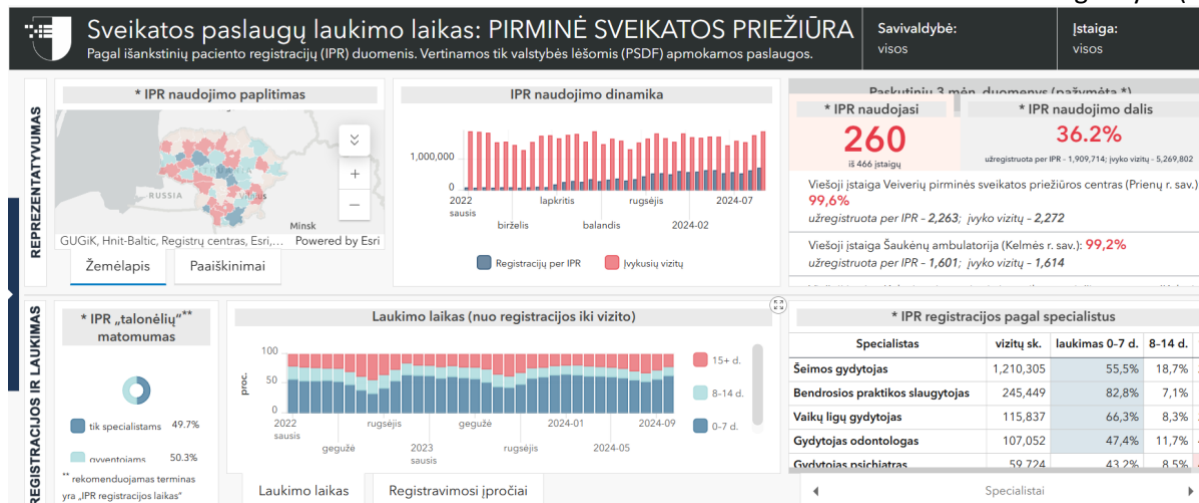 Sveikatos paslaugų laukimo laikas: PIRMINĖ SVEIKATOS PRIEŽIŪRA
Pagal išankstinių paciento registracijų (IPR) duomenis. Vertinamos tik valstybės lėšomis (PSDF) apmokamos paslaugos.
Savivaldybė:
visos
Įstaiga:
visos
REPREZENTATYVUMAS
* IPR naudojimo paplitimas
RUSSIA
Vilnius
Minsk
GUGiK, Hnit-Baltic, Registrų centras, Esri,... Powered by Esri
Žemėlapis Paaiškinimai
IPR naudojimo dinamika
1,000,000
0
2022 lapkritis rugsėjis 2024-07
sausis
birželis balandis 2024-02
Registracijų per IPR Įvykusių vizitų
Paskutinių 3 mėn. duomenys (pažymėta *)
* IPR naudojasi
260
iš 466 įstaigų
* IPR naudojimo dalis
36.2%
užregistruota per IPR - 1,909,714; įvyko vizitų - 5,269,802
Viešoji įstaiga Veiverių pirminės sveikatos priežiūros centras (Prienų r. sav.)
99,6%
užregistruota per IPR - 2,263; įvyko vizitų - 2,272
Viešoji įstaiga Šaukėnų ambulatorija (Kelmės r. sav.): 99,2%
užregistruota per IPR - 1,601; įvyko vizitų - 1,614
REGISTRACIJOS IR LAUKIMAS
* IPR „talonėlių"**
matomumas
tik specialistams 49.7%
gyventojams 50.3%
** rekomenduojamas terminas
yra „IPR registracijos laikas"
Laukimo laikas (nuo registracijos iki vizito)
proc.
100
50
0
2022 rugsėjis gegužė 2024-01 2024-09
sausis
gegužė 2023 rugsėjis 2024-05
sausis
15+ d.
8-14 d.
0-7 d.
Laukimo laikas Registravimosi įpročiai
* IPR registracijos pagal specialistus
Specialistas vizitų sk. laukimas 0-7 d. 8-14 d.
Šeimos gydytojas 1,210,305 55,5% 18,7%
Bendrosios praktikos slaugytojas 245,449 82,8% 7,1%
Vaikų ligų gydytojas 115,837 66,3% 8,3%
Gydytojas odontologas 107,052 47,4% 11,7%
Gydytojas psichiatras 59,724 43,2% 8,5%
Specialistai